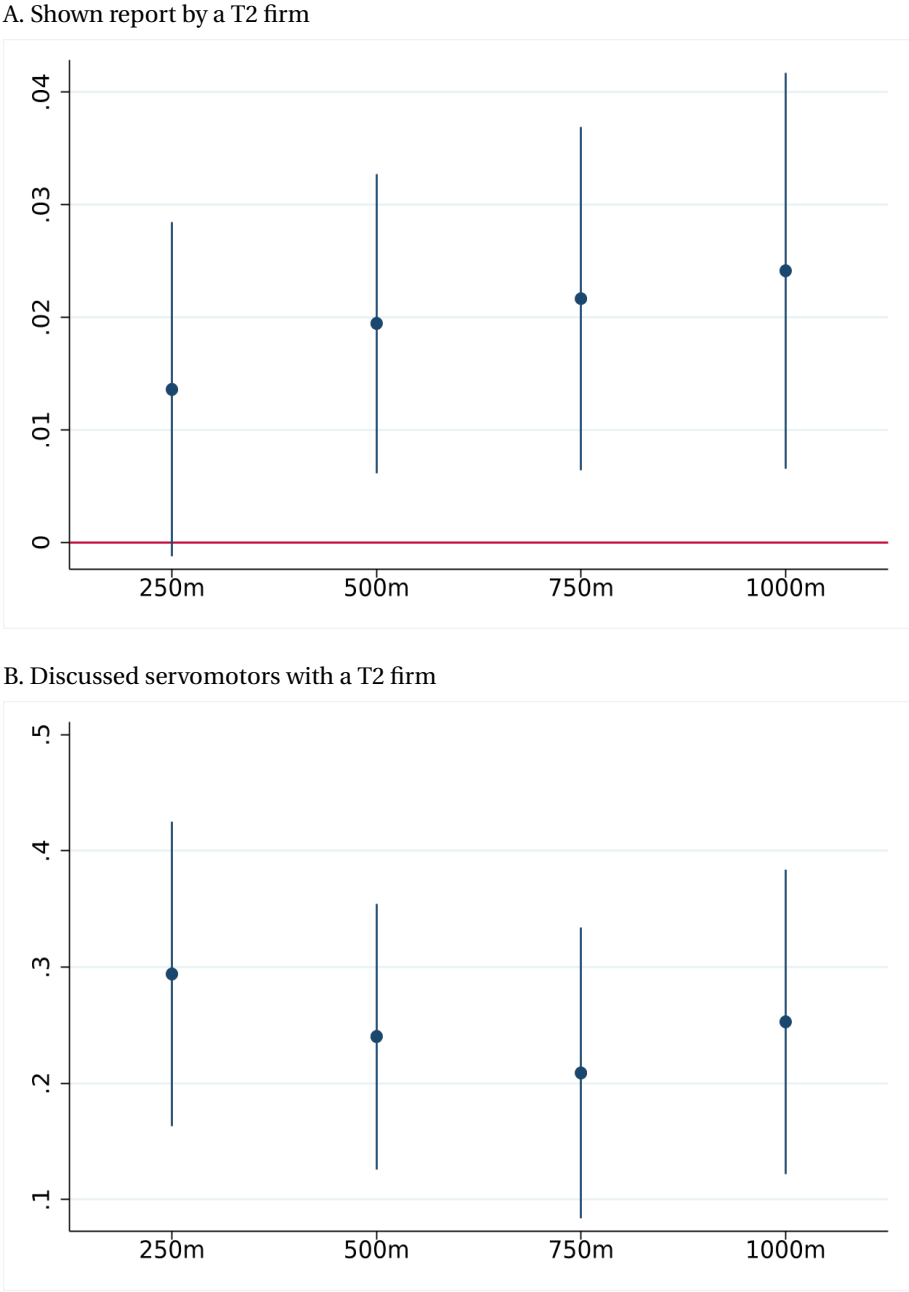 A. Shown report by a T2 firm
.04
.03
.02
.01
0
250m 500m 750m 1000m
B. Discussed servomotors with a T2 firm
.5
.4
.3
.2
.1
250m 500m 750m 1000m